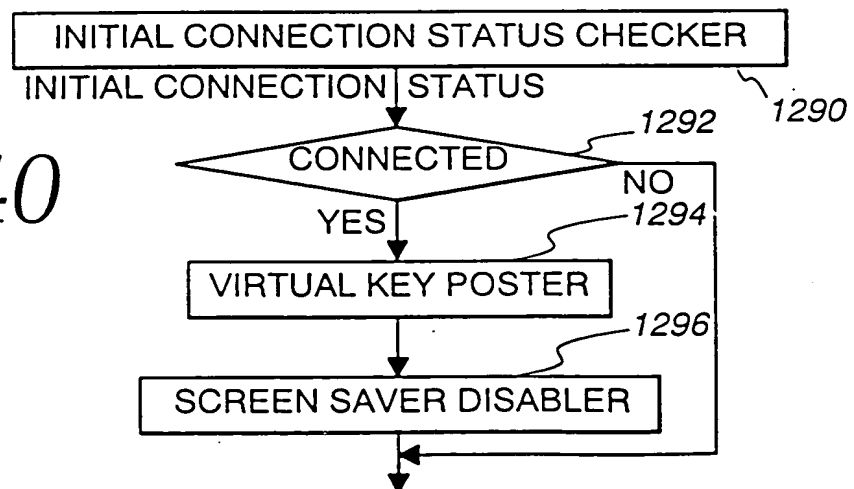 INITIAL CONNECTION STATUS CHECKER
INITIAL CONNECTION STATUS
1290
1292
CONNECTED
NO
40
YES
1294
VIRTUAL KEY POSTER
1296
SCREEN SAVER DISABLER